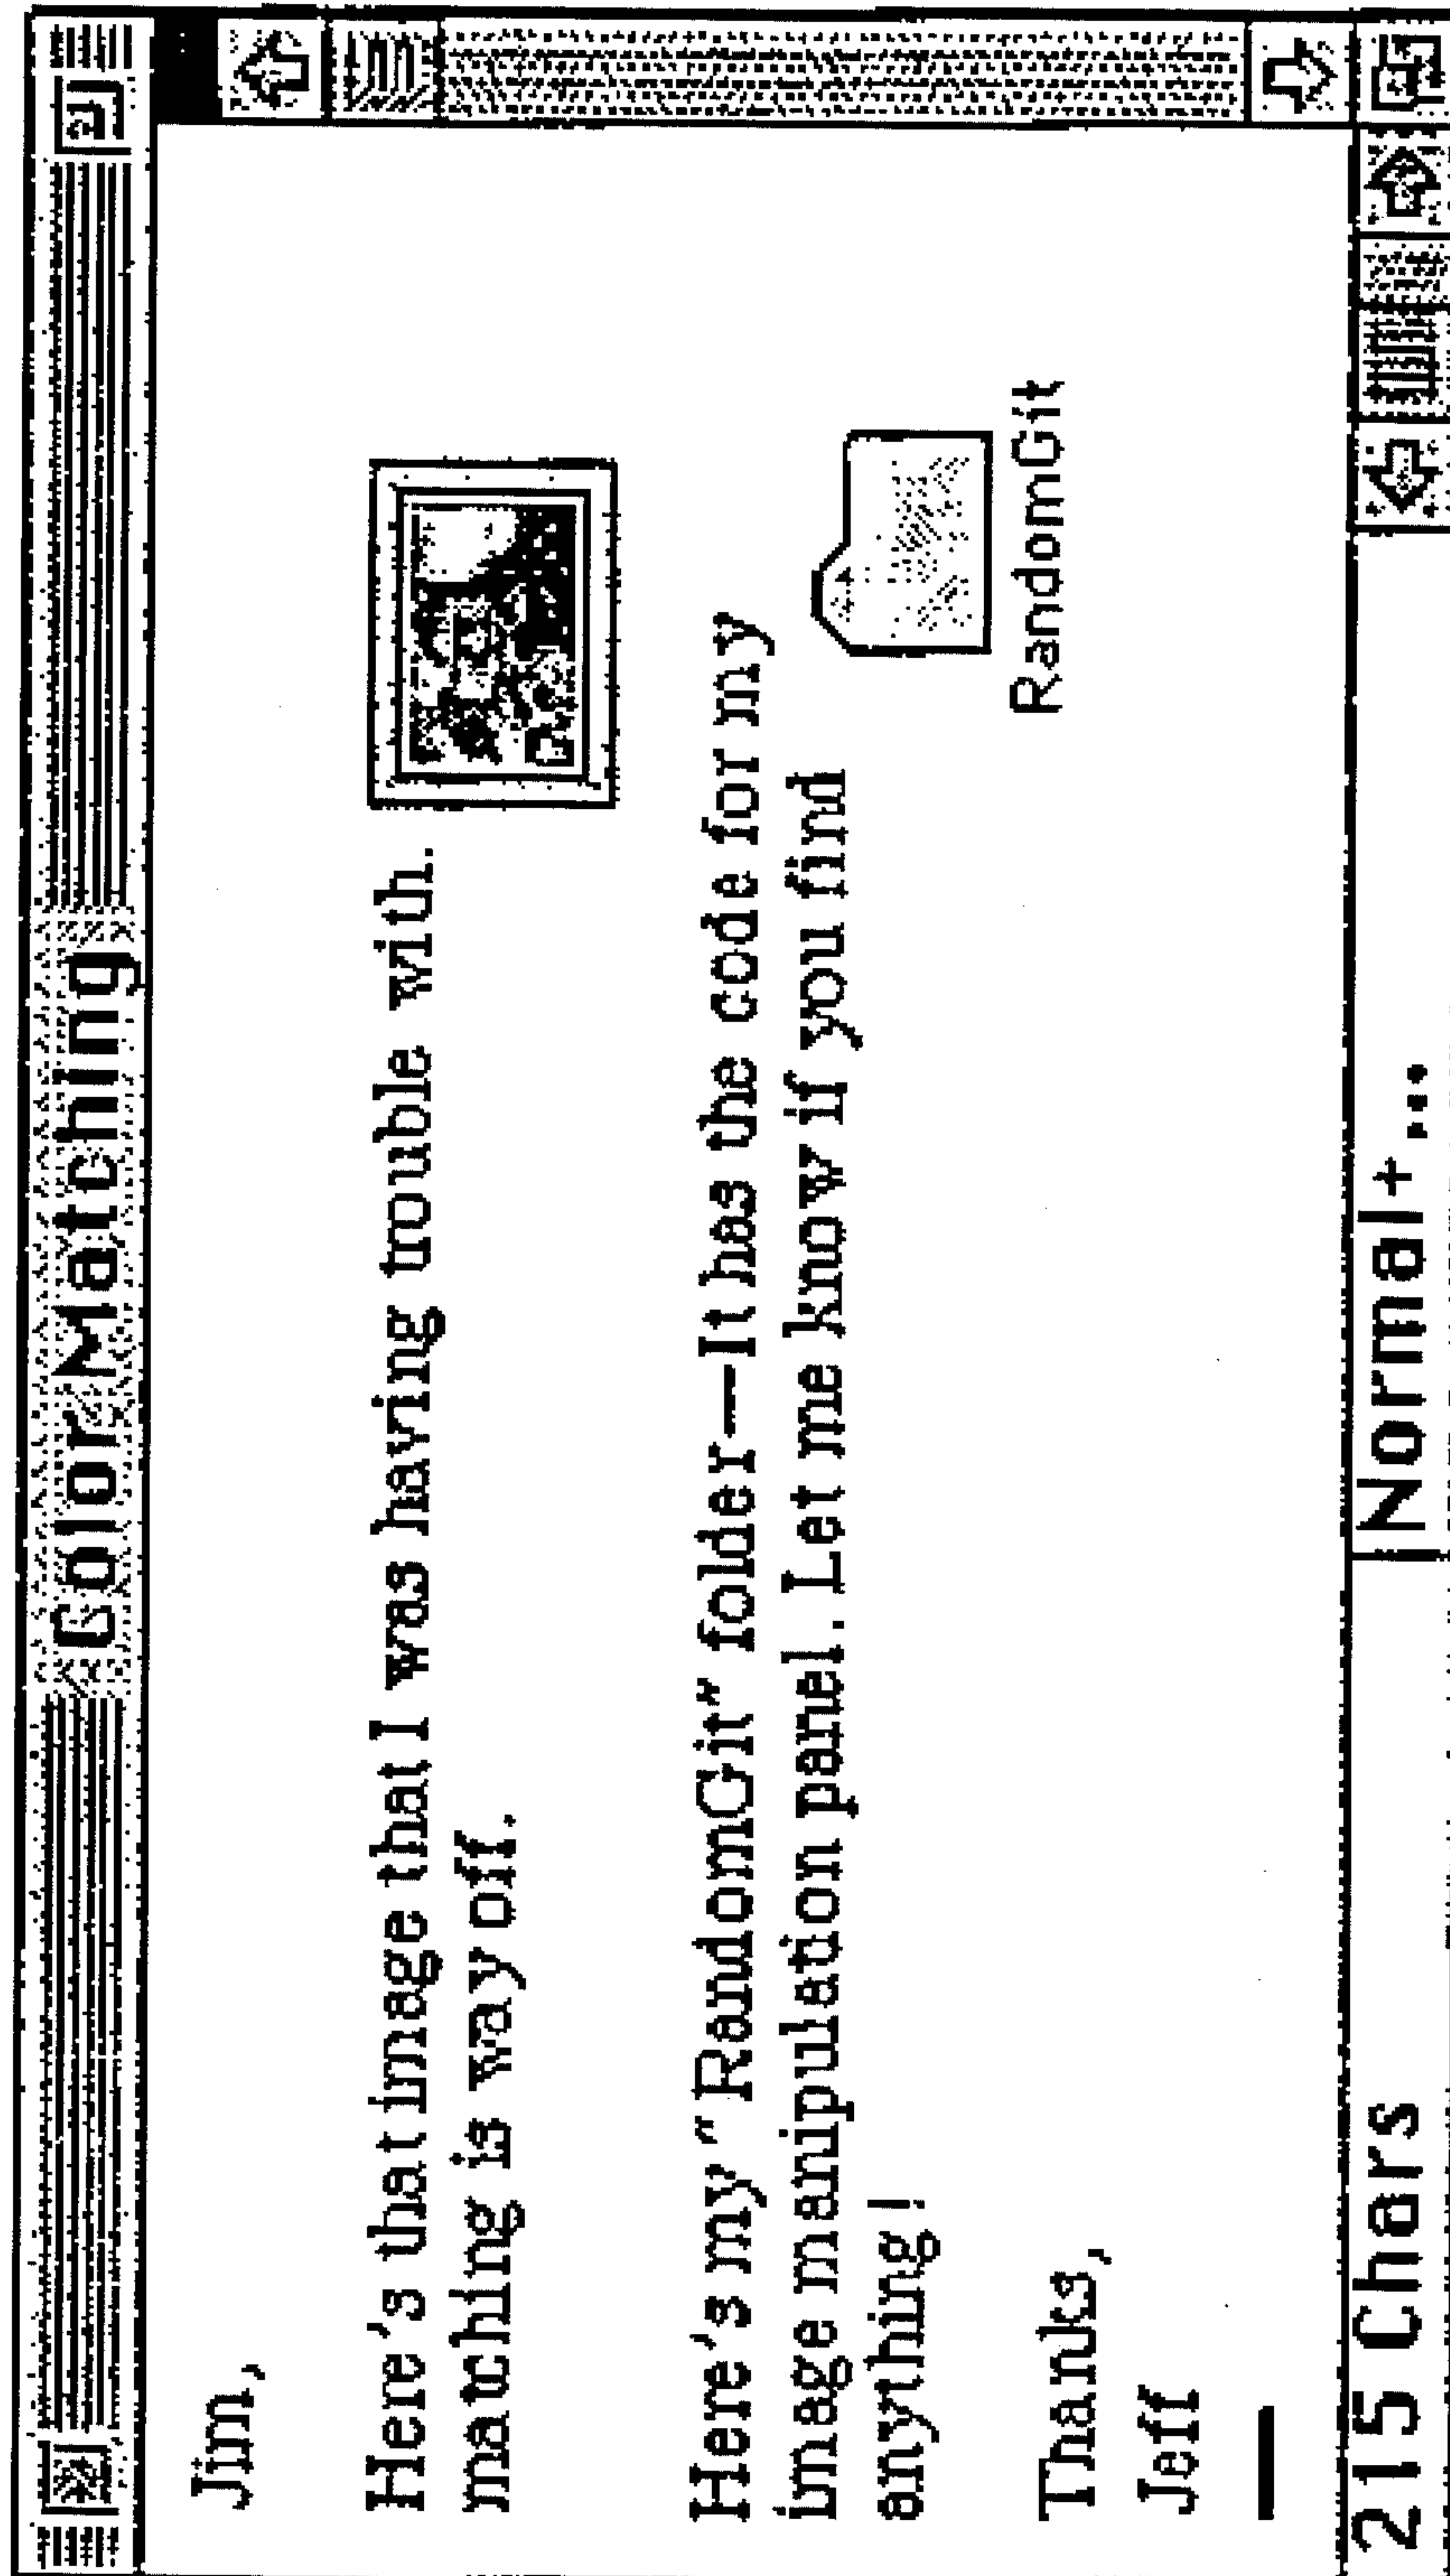 Color Matching
Jim,
Here's that image that I was having trouble with.
matching is way off.
Here's my "RandomGit" folder—It has the code for my
image manipulation panel. Let me know if you find
anything!
RandomGit
Thanks,
Jeff
215 Chars
Normal+...